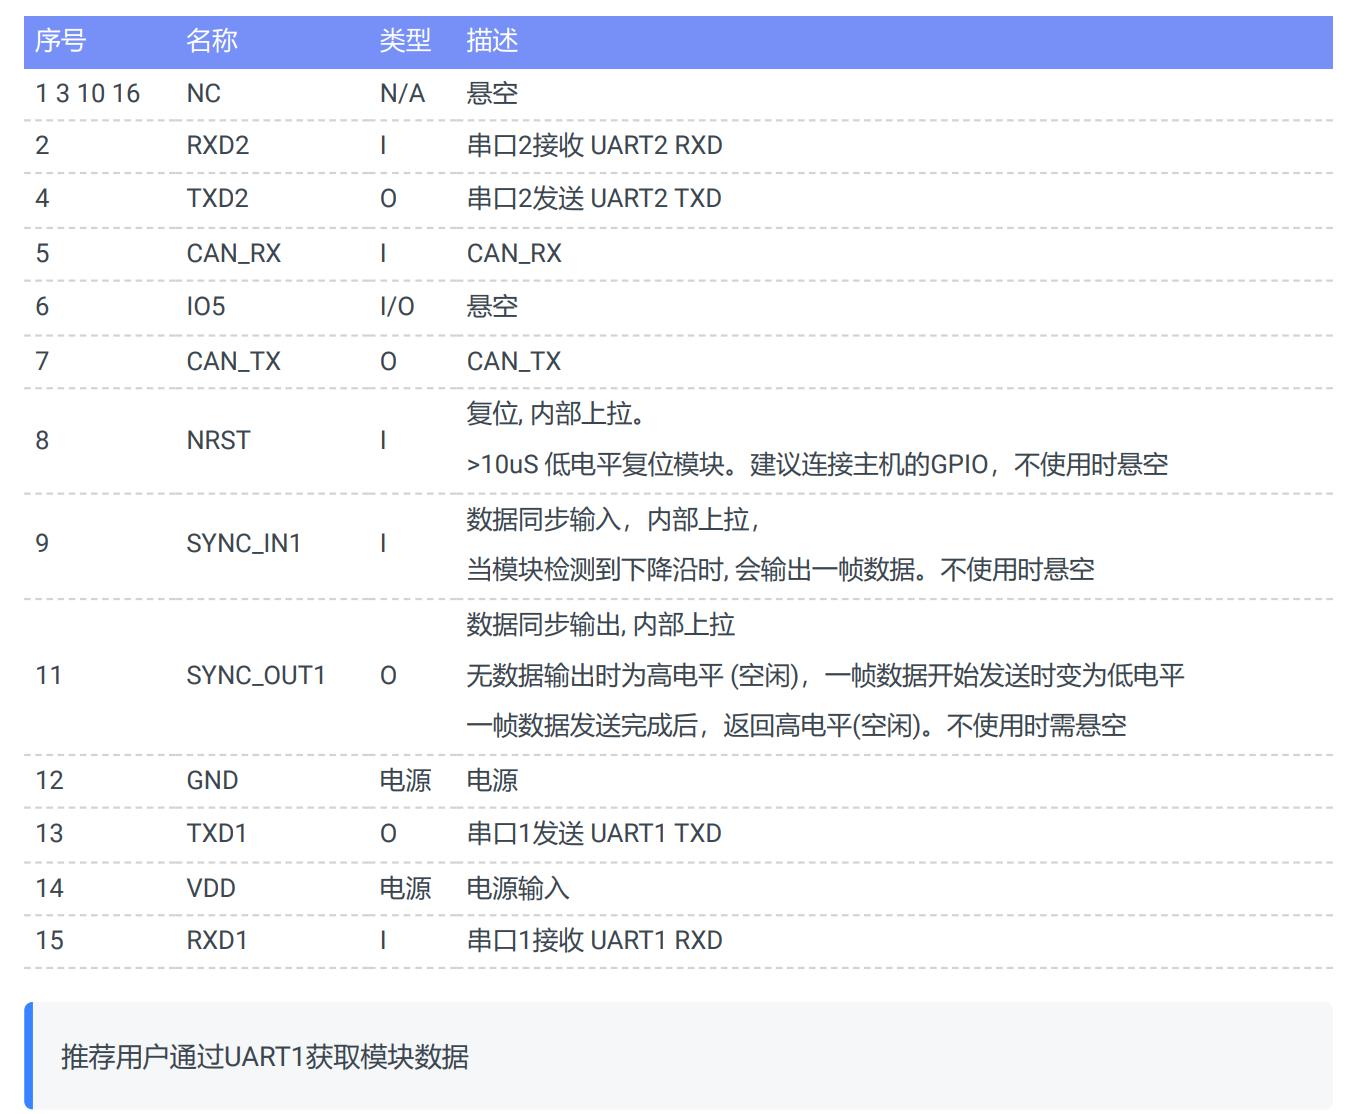 序号 名称 类型 描述
1 3 10 16 NC N/A 悬空
2 RXD2 I 串口2接收 UART2 RXD
4 TXD2 O 串口2发送 UART2 TXD
5 CAN_RX I CAN_RX
6 IO5 I/O 悬空
7 CAN_TX O CAN_TX
8 NRST I 复位, 内部上拉。
>10uS 低电平复位模块。建议连接主机的GPIO，不使用时悬空
9 SYNC_IN1 I 数据同步输入，内部上拉，
当模块检测到下降沿时, 会输出一帧数据。不使用时悬空
11 SYNC_OUT1 O 数据同步输出, 内部上拉
无数据输出时为高电平 (空闲)，一帧数据开始发送时变为低电平
一帧数据发送完成后，返回高电平(空闲)。不使用时需悬空
12 GND 电源 电源
13 TXD1 O 串口1发送 UART1 TXD
14 VDD 电源 电源输入
15 RXD1 I 串口1接收 UART1 RXD
推荐用户通过UART1获取模块数据